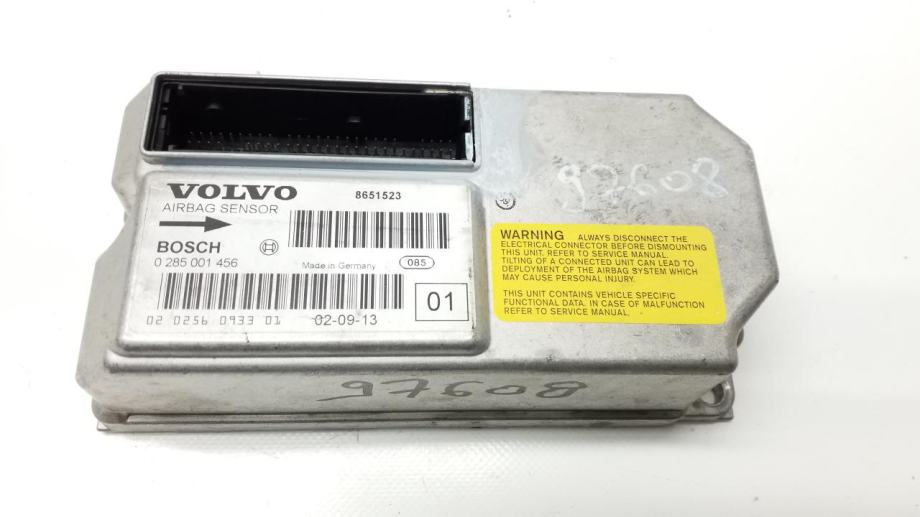 VOLVO
8651523
AIRBAG SENSOR
BOSCH
0 285 001 456
Made in Germany
085
02 0256 0933 01
02-09-13
01
WARNING ALWAYS DISCONNECT THE
ELECTRICAL CONNECTOR BEFORE DISMOUNTING
THIS UNIT. REFER TO SERVICE MANUAL.
TILTING OF A CONNECTED UNIT CAN LEAD TO
DEPLOYMENT OF THE AIRBAG SYSTEM WHICH
MAY CAUSE PERSONAL INJURY.
THIS UNIT CONTAINS VEHICLE SPECIFIC
FUNCTIONAL DATA. IN CASE OF MALFUNCTION
REFER TO SERVICE MANUAL.